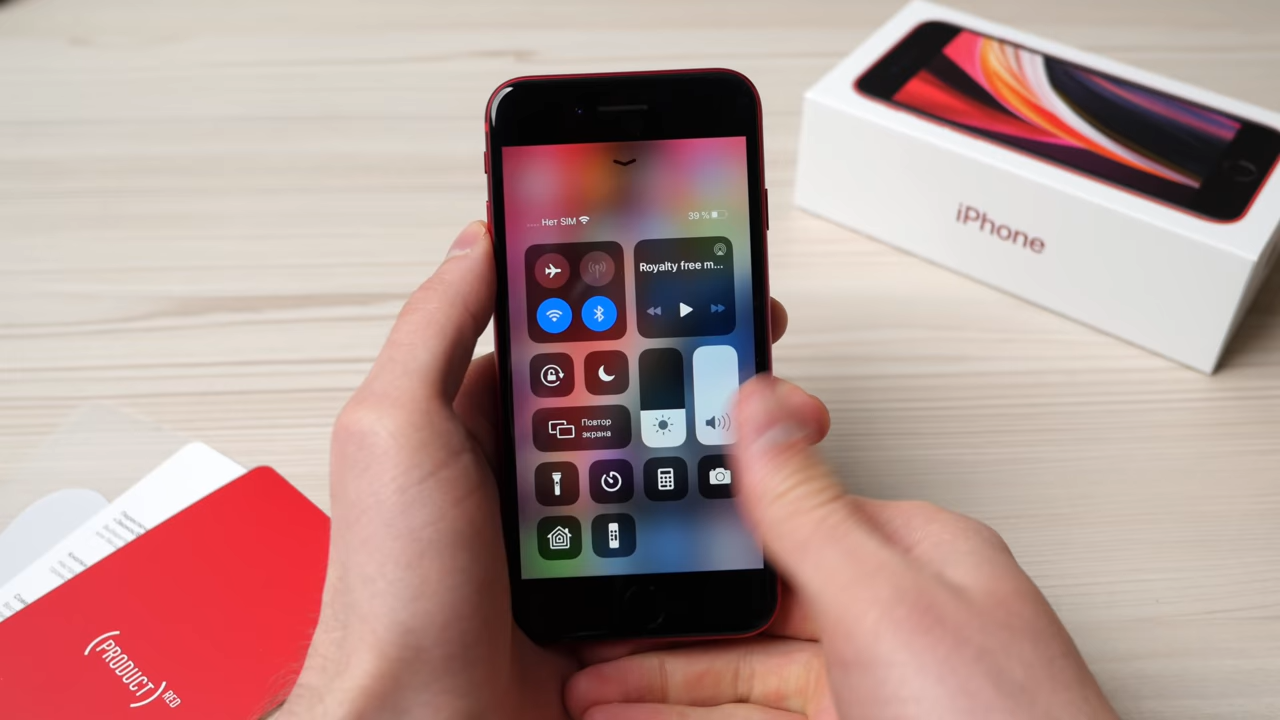 Нет SIM
39 %
Royalty free m...
Повтор
экрана
iPhone
(PRODUCT) RED